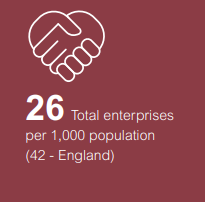 26 Total enterprises
per 1,000 population
(42 - England)